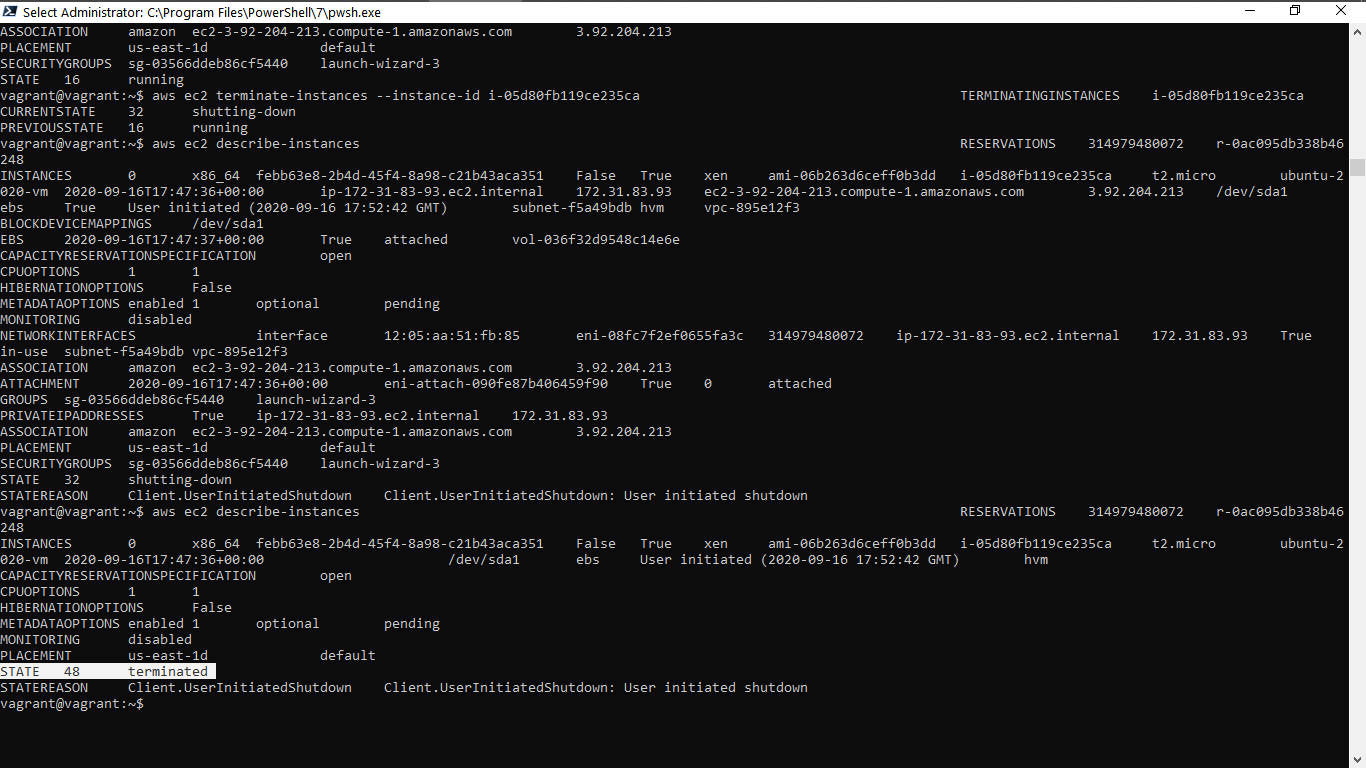 Select Administrator: C:\Program Files\PowerShell\7\pwsh.exe
ASSOCIATION     amazon  ec2-3-92-204-213.compute-1.amazonaws.com        3.92.204.213
PLACEMENT       us-east-1d              default
SECURITYGROUPS  sg-03566ddeb86cf5440    launch-wizard-3
STATE   16      running
vagrant@vagrant:~$ aws ec2 terminate-instances --instance-id i-05d80fb119ce235ca                                        TERMINATINGINSTANCES    i-05d80fb119ce235ca
CURRENTSTATE    32      shutting-down
PREVIOUSSTATE   16      running
vagrant@vagrant:~$ aws ec2 describe-instances                                                                           RESERVATIONS    314979480072    r-0ac095db338b46
248
INSTANCES       0       x86_64  febb63e8-2b4d-45f4-8a98-c21b43aca351    False   True    xen     ami-06b263d6ceff0b3dd   i-05d80fb119ce235ca     t2.micro        ubuntu-2
020-vm  2020-09-16T17:47:36+00:00       ip-172-31-83-93.ec2.internal    172.31.83.93    ec2-3-92-204-213.compute-1.amazonaws.com        3.92.204.213    /dev/sda1
ebs     True    User initiated (2020-09-16 17:52:42 GMT)        subnet-f5a49bdb hvm     vpc-895e12f3
BLOCKDEVICEMAPPINGS     /dev/sda1
EBS     2020-09-16T17:47:37+00:00       True    attached        vol-036f32d9548c14e6e
CAPACITYRESERVATIONSPECIFICATION        open
CPUOPTIONS      1       1
HIBERNATIONOPTIONS      False
METADATAOPTIONS enabled 1       optional        pending
MONITORING      disabled
NETWORKINTERFACES               interface       12:05:aa:51:fb:85       eni-08fc7f2ef0655fa3c   314979480072    ip-172-31-83-93.ec2.internal    172.31.83.93    True
in-use  subnet-f5a49bdb vpc-895e12f3
ASSOCIATION     amazon  ec2-3-92-204-213.compute-1.amazonaws.com        3.92.204.213
ATTACHMENT      2020-09-16T17:47:36+00:00       eni-attach-090fe87b406459f90    True    0       attached
GROUPS  sg-03566ddeb86cf5440    launch-wizard-3
PRIVATEIPADDRESSES      True    ip-172-31-83-93.ec2.internal    172.31.83.93
ASSOCIATION     amazon  ec2-3-92-204-213.compute-1.amazonaws.com        3.92.204.213
PLACEMENT       us-east-1d              default
SECURITYGROUPS  sg-03566ddeb86cf5440    launch-wizard-3
STATE   32      shutting-down
STATEREASON     Client.UserInitiatedShutdown    Client.UserInitiatedShutdown: User initiated shutdown
vagrant@vagrant:~$ aws ec2 describe-instances                                                                           RESERVATIONS    314979480072    r-0ac095db338b46
248
INSTANCES       0       x86_64  febb63e8-2b4d-45f4-8a98-c21b43aca351    False   True    xen     ami-06b263d6ceff0b3dd   i-05d80fb119ce235ca     t2.micro        ubuntu-2
020-vm  2020-09-16T17:47:36+00:00                       /dev/sda1       ebs     User initiated (2020-09-16 17:52:42 GMT)        hvm
CAPACITYRESERVATIONSPECIFICATION        open
CPUOPTIONS      1       1
HIBERNATIONOPTIONS      False
METADATAOPTIONS enabled 1       optional        pending
MONITORING      disabled
PLACEMENT       us-east-1d              default
STATE   48      terminated
STATEREASON     Client.UserInitiatedShutdown    Client.UserInitiatedShutdown: User initiated shutdown
vagrant@vagrant:~$